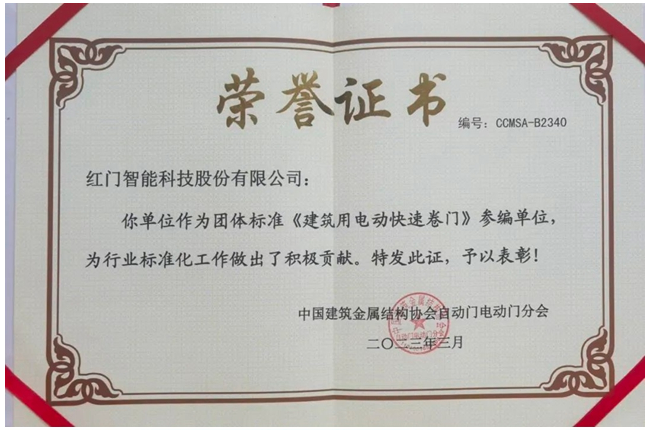 荣誉证书
编号：CCMSA-B2340
红门智能科技股份有限公司：
你单位作为团体标准《建筑用电动快速卷门》参编单位，
为行业标准化工作做出了积极贡献。特发此证，予以表彰！
中国建筑金属结构协会自动门电动门分会
二〇二三年三月